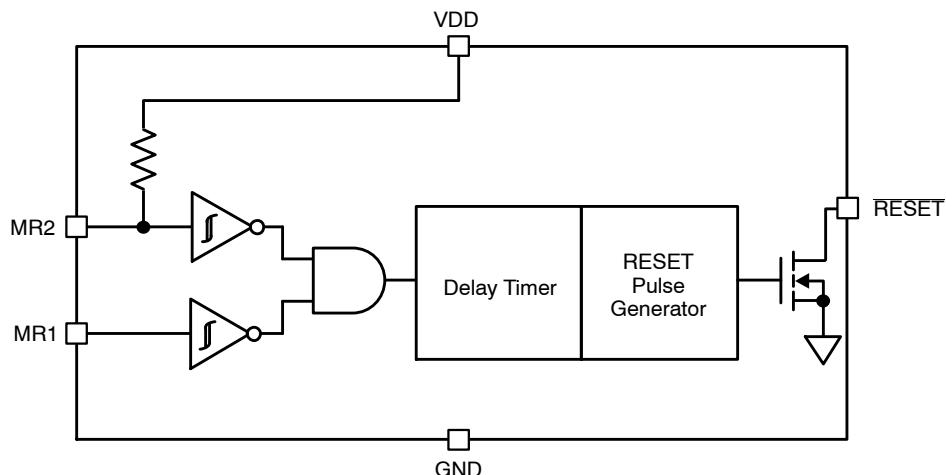 VDD
MR2
RESET
MR1
Delay Timer
RESET
Pulse
Generator
GND